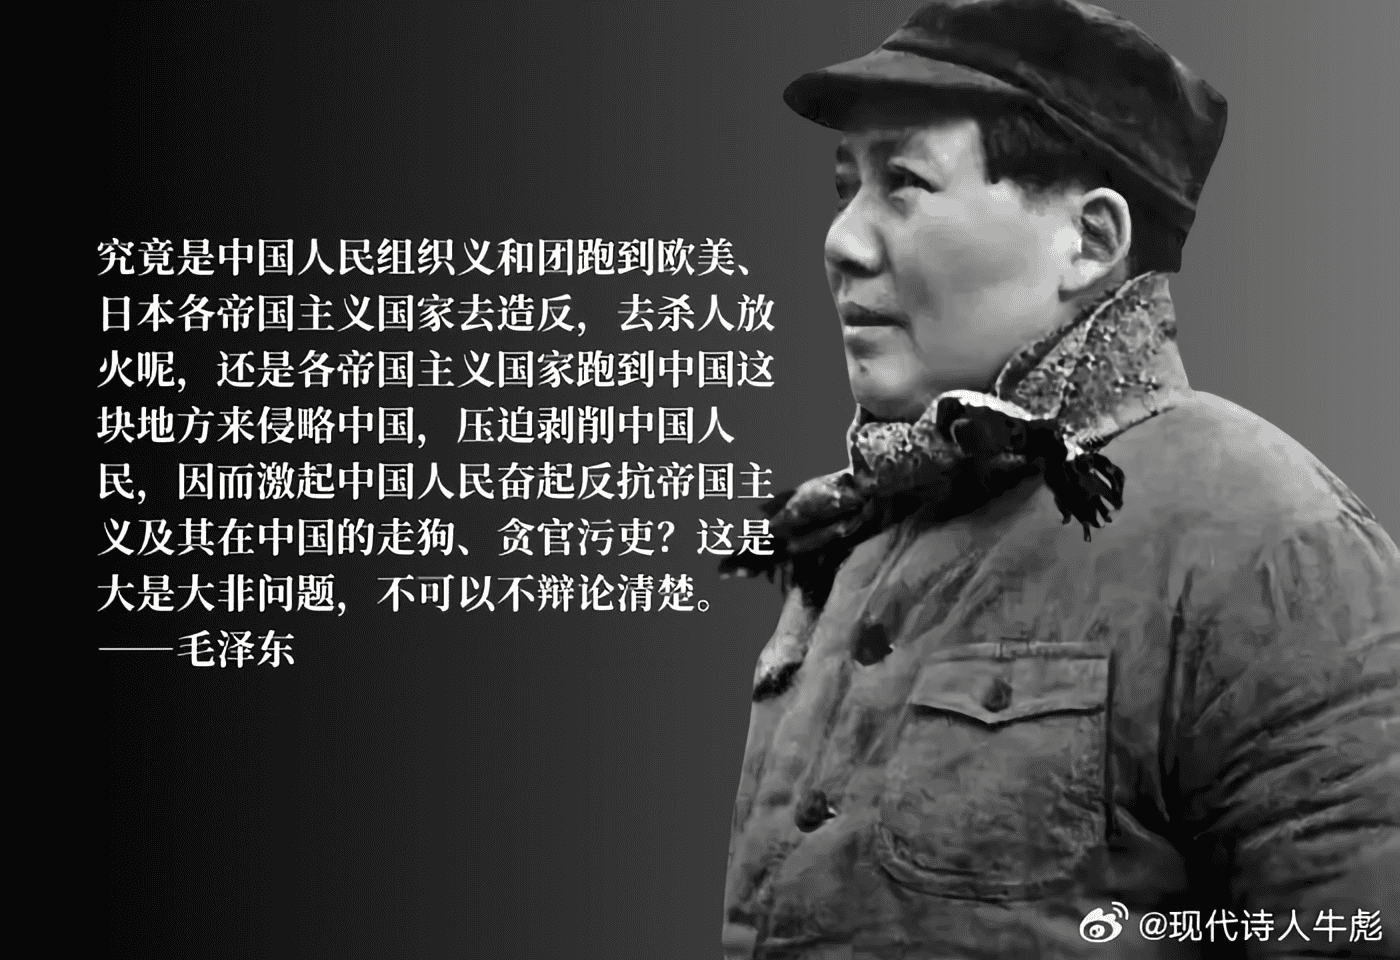 究竟是中国人民组织义和团跑到欧美、
日本各帝国主义国家去造反，去杀人放
火呢，还是各帝国主义国家跑到中国这
块地方来侵略中国，压迫剥削中国人
民，因而激起中国人民奋起反抗帝国主
义及其在中国的走狗、贪官污吏？这是
大是大非问题，不可以不辩论清楚。
——毛泽东
@现代诗人牛彪